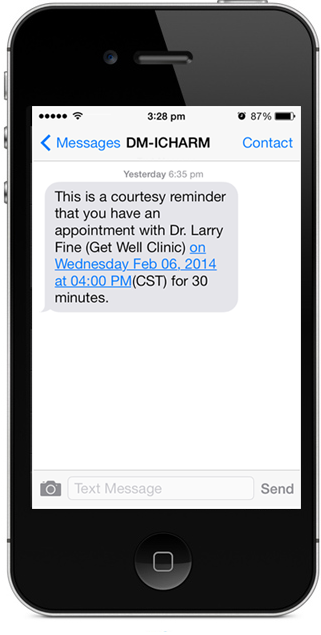 3:28 pm
87%
Messages
DM-ICHARM
Contact
Yesterday 6:35 pm
This is a courtesy reminder
that you have an
appointment with Dr. Larry
Fine (Get Well Clinic) on
Wednesday Feb 06, 2014
at 04:00 PM(CST) for 30
minutes.
Text Message
Send